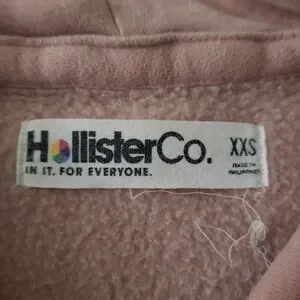 HollisterCo.
IN IT. FOR EVERYONE.
XXS
MADE IN
PHILIPPINES